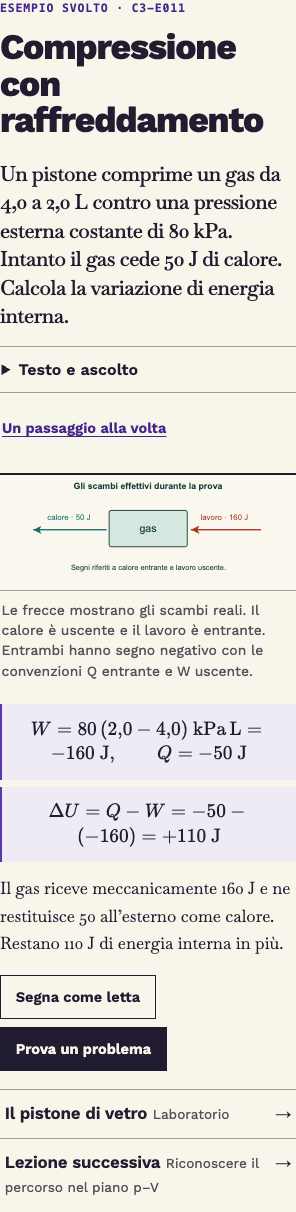 ESEMPIO SVOLTO · C3-E011
Compressione
con
raffreddamento
Un pistone comprime un gas da
4,0 a 2,0 L contro una pressione
esterna costante di 80 kPa.
Intanto il gas cede 50 J di calore.
Calcola la variazione di energia
interna.
▶ Testo e ascolto
Un passaggio alla volta
Gli scambi effettivi durante la prova
calore · 50 J
lavoro · 160 J
gas
Segni riferiti a calore entrante e lavoro uscente.
Le frecce mostrano gli scambi reali. Il
calore è uscente e il lavoro è entrante.
Entrambi hanno segno negativo con le
convenzioni Q entrante e W uscente.
W = 80 (2,0 − 4,0) kPa L =
−160 J, Q = −50 J
ΔU = Q − W = −50 −
(−160) = +110 J
Il gas riceve meccanicamente 160 J e ne
restituisce 50 all’esterno come calore.
Restano 110 J di energia interna in più.
Segna come letta
Prova un problema
Il pistone di vetro Laboratorio →
Lezione successiva Riconoscere il →
percorso nel piano p–V